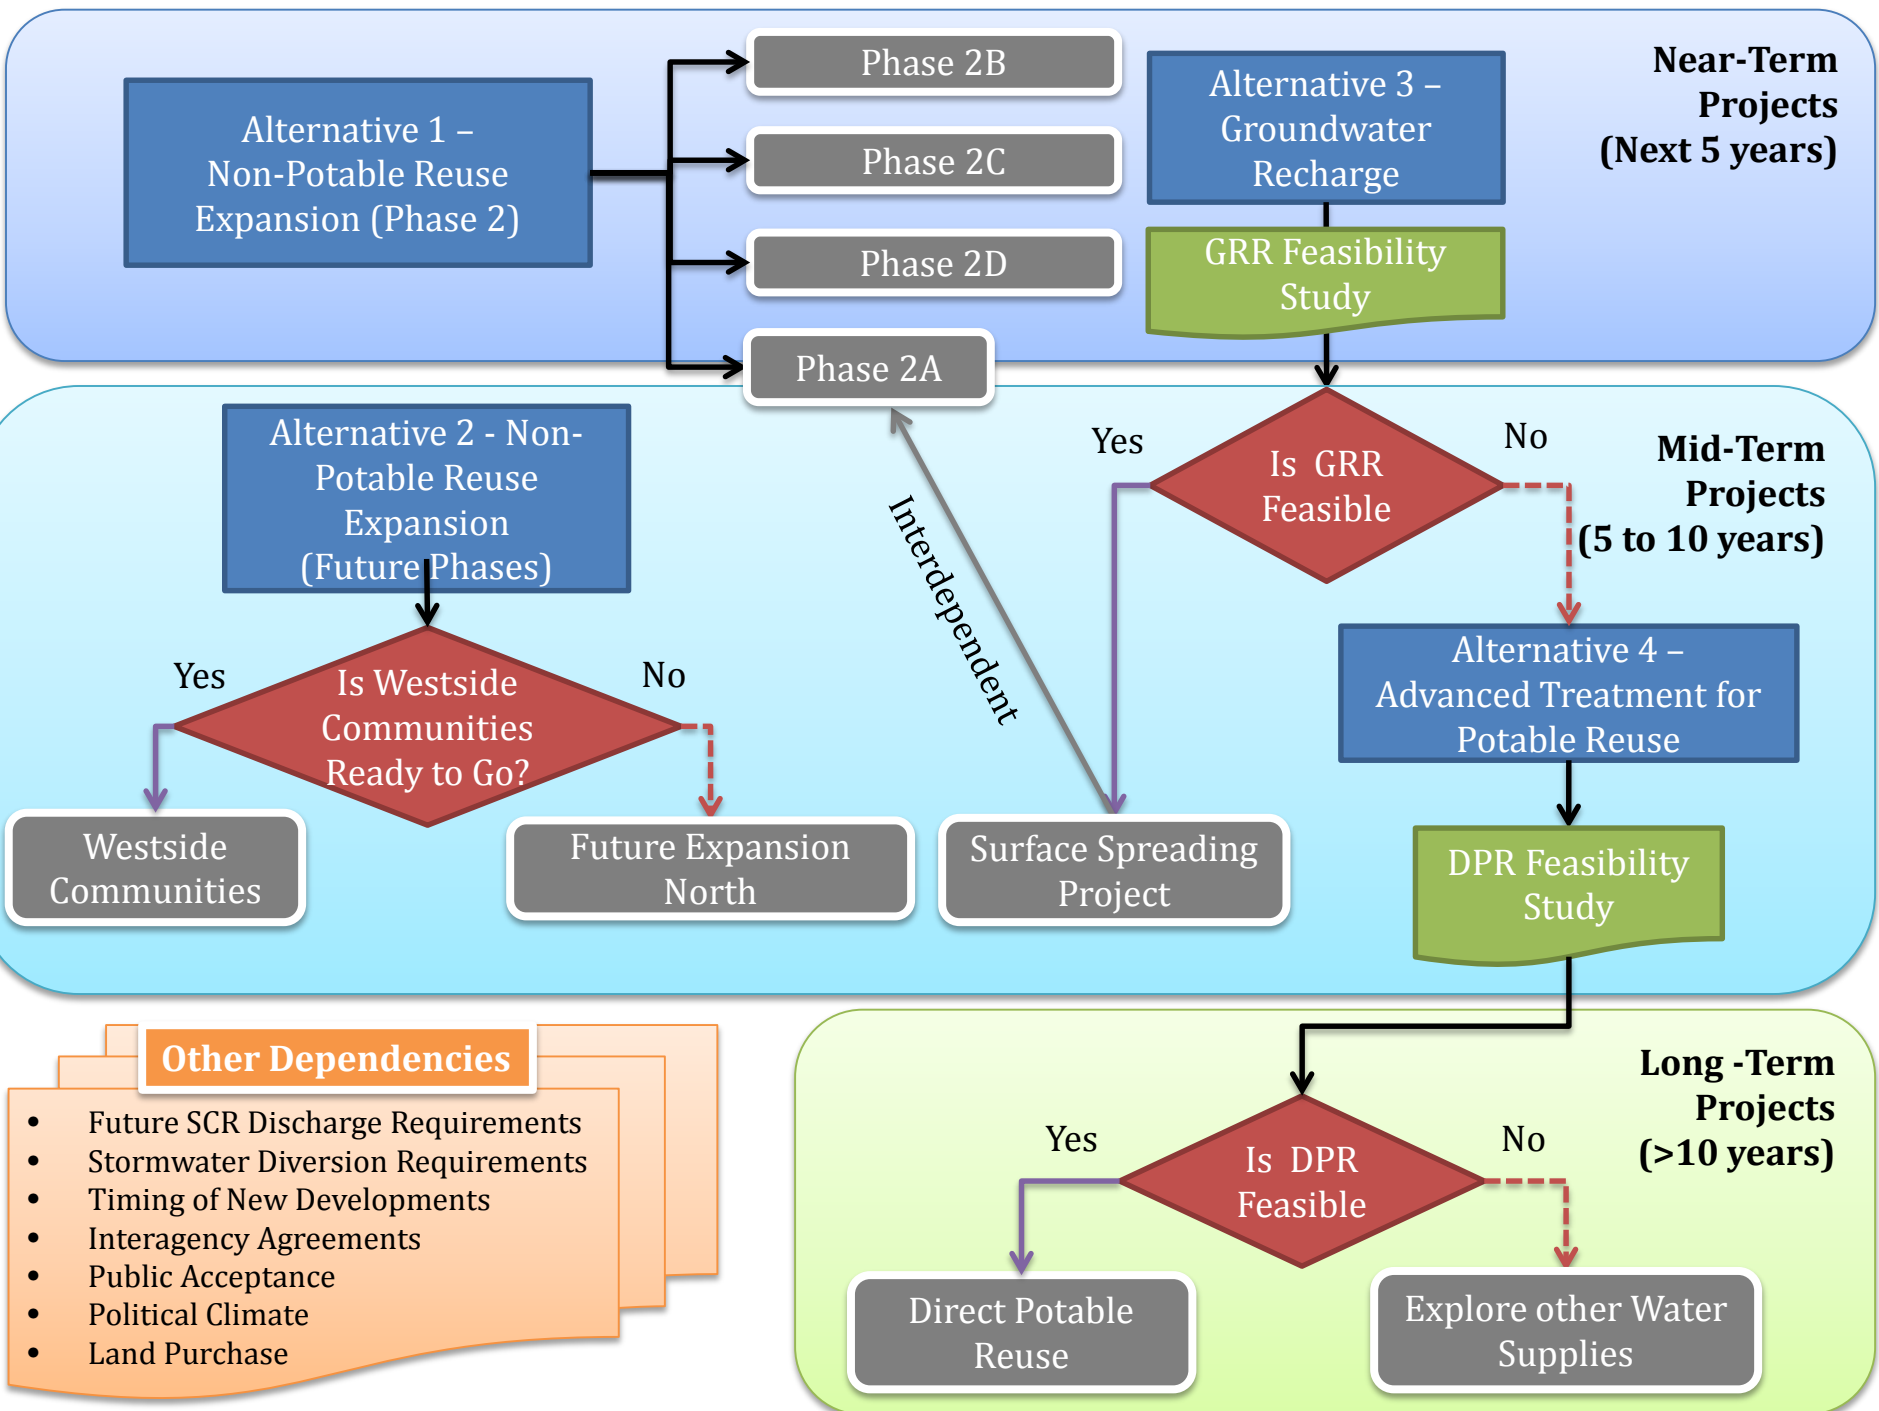 Near-Term
Projects
(Next 5 years)
Alternative 1 –
Non-Potable Reuse
Expansion (Phase 2)
Phase 2B
Phase 2C
Phase 2D
Phase 2A
Alternative 3 –
Groundwater
Recharge
GRR Feasibility
Study
Mid-Term
Projects
(5 to 10 years)
Alternative 2 - Non-
Potable Reuse
Expansion
(Future Phases)
Yes
No
Is Westside
Communities
Ready to Go?
Westside
Communities
Future Expansion
North
Interdependent
Yes
No
Is  GRR
Feasible
Surface Spreading
Project
Alternative 4 –
Advanced Treatment for
Potable Reuse
DPR Feasibility
Study
Other Dependencies
• Future SCR Discharge Requirements
• Stormwater Diversion Requirements
• Timing of New Developments
• Interagency Agreements
• Public Acceptance
• Political Climate
• Land Purchase
Long -Term
Projects
(>10 years)
Yes
No
Is  DPR
Feasible
Direct Potable
Reuse
Explore other Water
Supplies